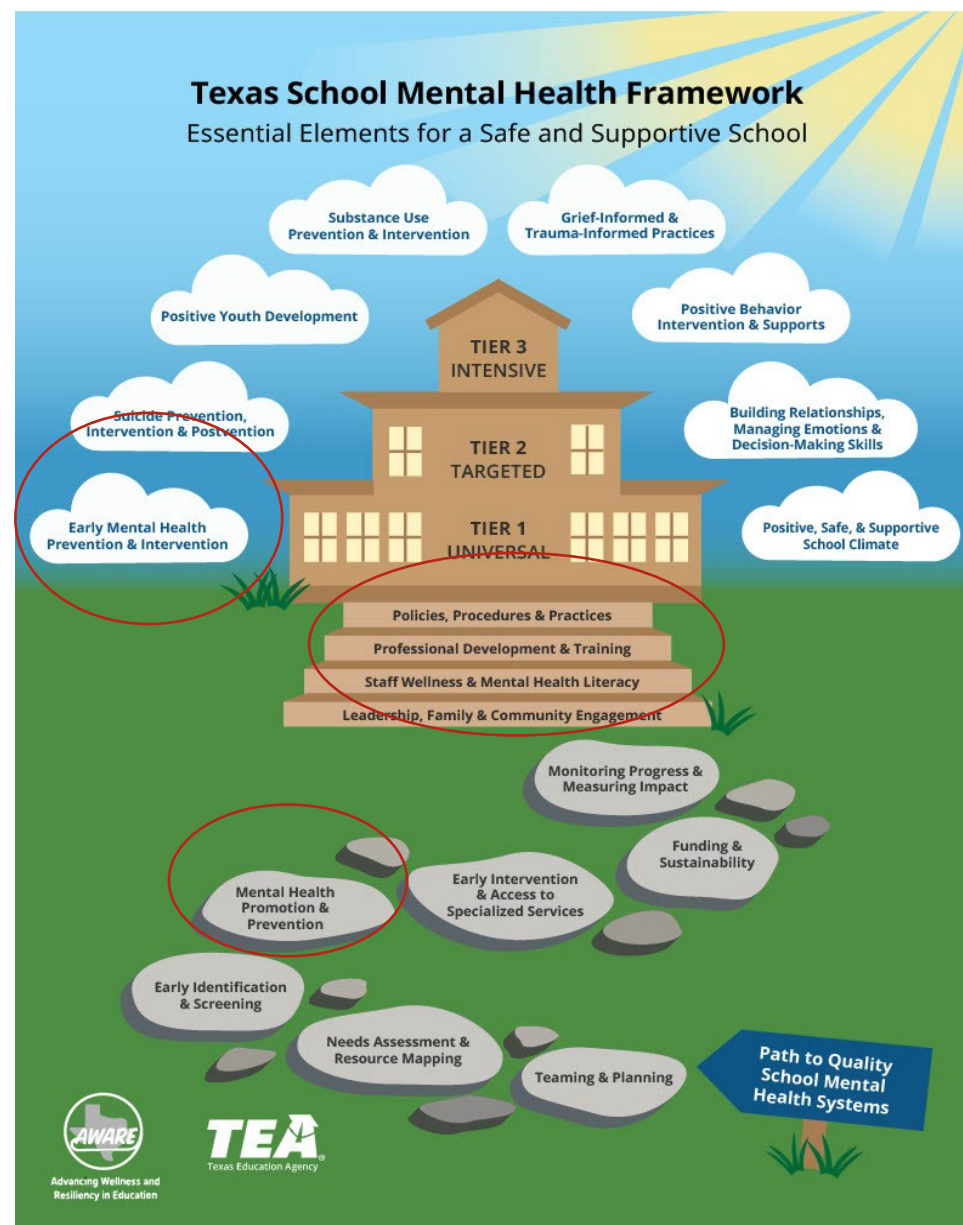 Texas School Mental Health Framework
Essential Elements for a Safe and Supportive School
Substance Use
Prevention & Intervention
Grief-Informed &
Trauma-Informed Practices
Positive Youth Development
Positive Behavior
Intervention & Supports
Suicide Prevention,
Intervention & Postvention
Building Relationships,
Managing Emotions &
Decision-Making Skills
Early Mental Health
Prevention & Intervention
Positive, Safe, & Supportive
School Climate
TIER 3
INTENSIVE
TIER 2
TARGETED
TIER 1
UNIVERSAL
Policies, Procedures & Practices
Professional Development & Training
Staff Wellness & Mental Health Literacy
Leadership, Family & Community Engagement
Monitoring Progress &
Measuring Impact
Funding &
Sustainability
Early Intervention
& Access to
Specialized Services
Mental Health
Promotion &
Prevention
Early Identification
& Screening
Needs Assessment &
Resource Mapping
Teaming & Planning
Path to Quality
School Mental
Health Systems
AWARE
Advancing Wellness and
Resiliency in Education
TEA®
Texas Education Agency